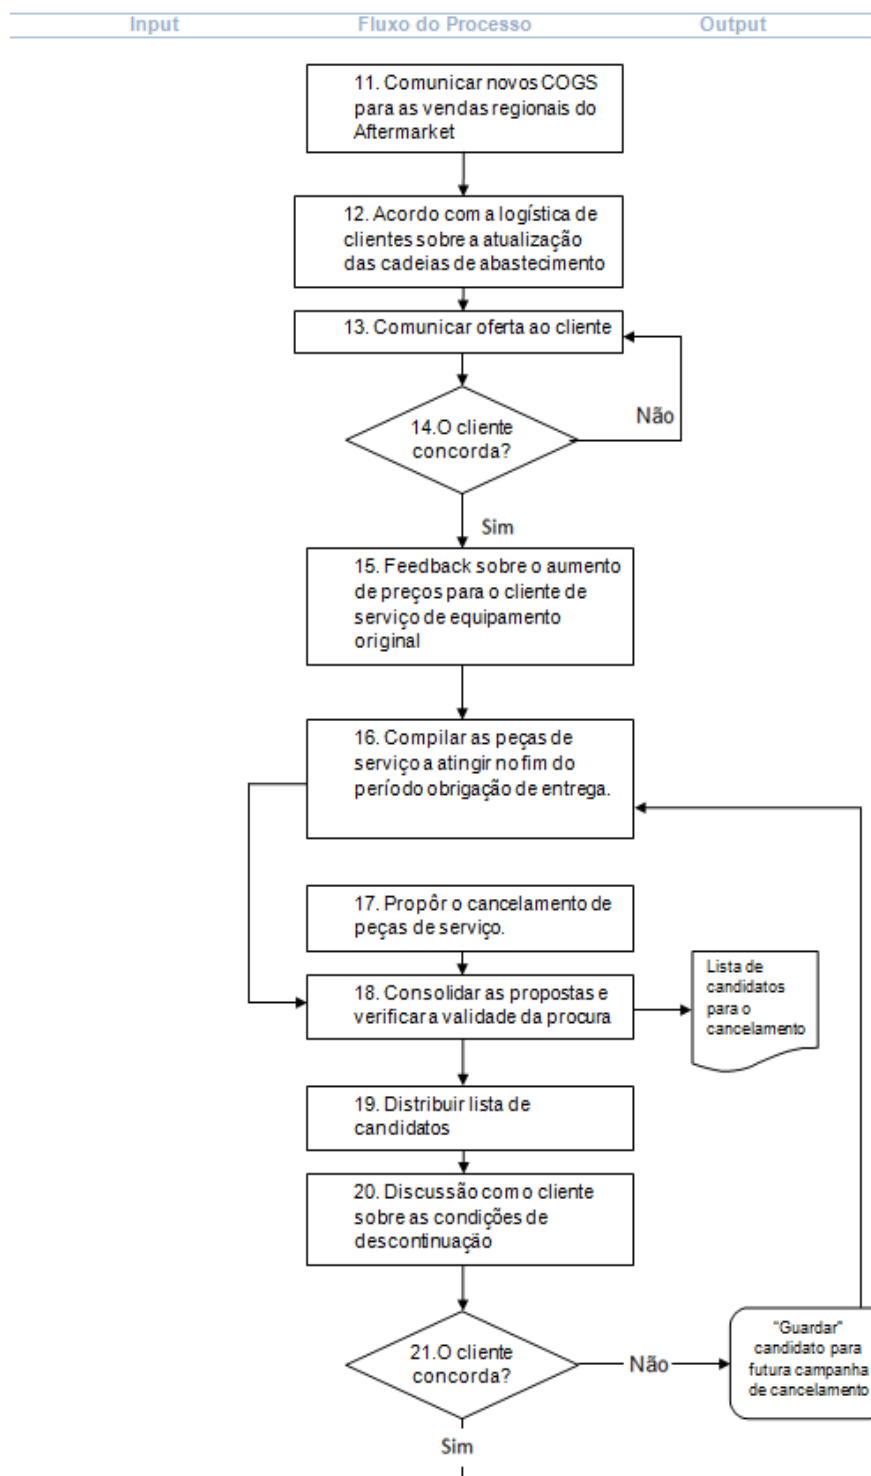 Input Fluxo do Processo Output
11. Comunicar novos COGS
para as vendas regionais do
Aftermarket
12. Acordo com a logística de
clientes sobre a atualização
das cadeias de abastecimento
13. Comunicar oferta ao cliente
14.O cliente
concorda?
Não
Sim
15. Feedback sobre o aumento
de preços para o cliente de
serviço de equipamento
original
16. Compilar as peças de
serviço a atingir no fim do
período obrigação de entrega.
17. Propôr o cancelamento de
peças de serviço.
18. Consolidar as propostas e
verificar a validade da procura
Lista de
candidatos
para o
cancelamento
19. Distribuir lista de
candidatos
20. Discussão com o cliente
sobre as condições de
descontinuação
21.O cliente
concorda?
Não
"Guardar"
candidato para
futura campanha
de cancelamento
Sim